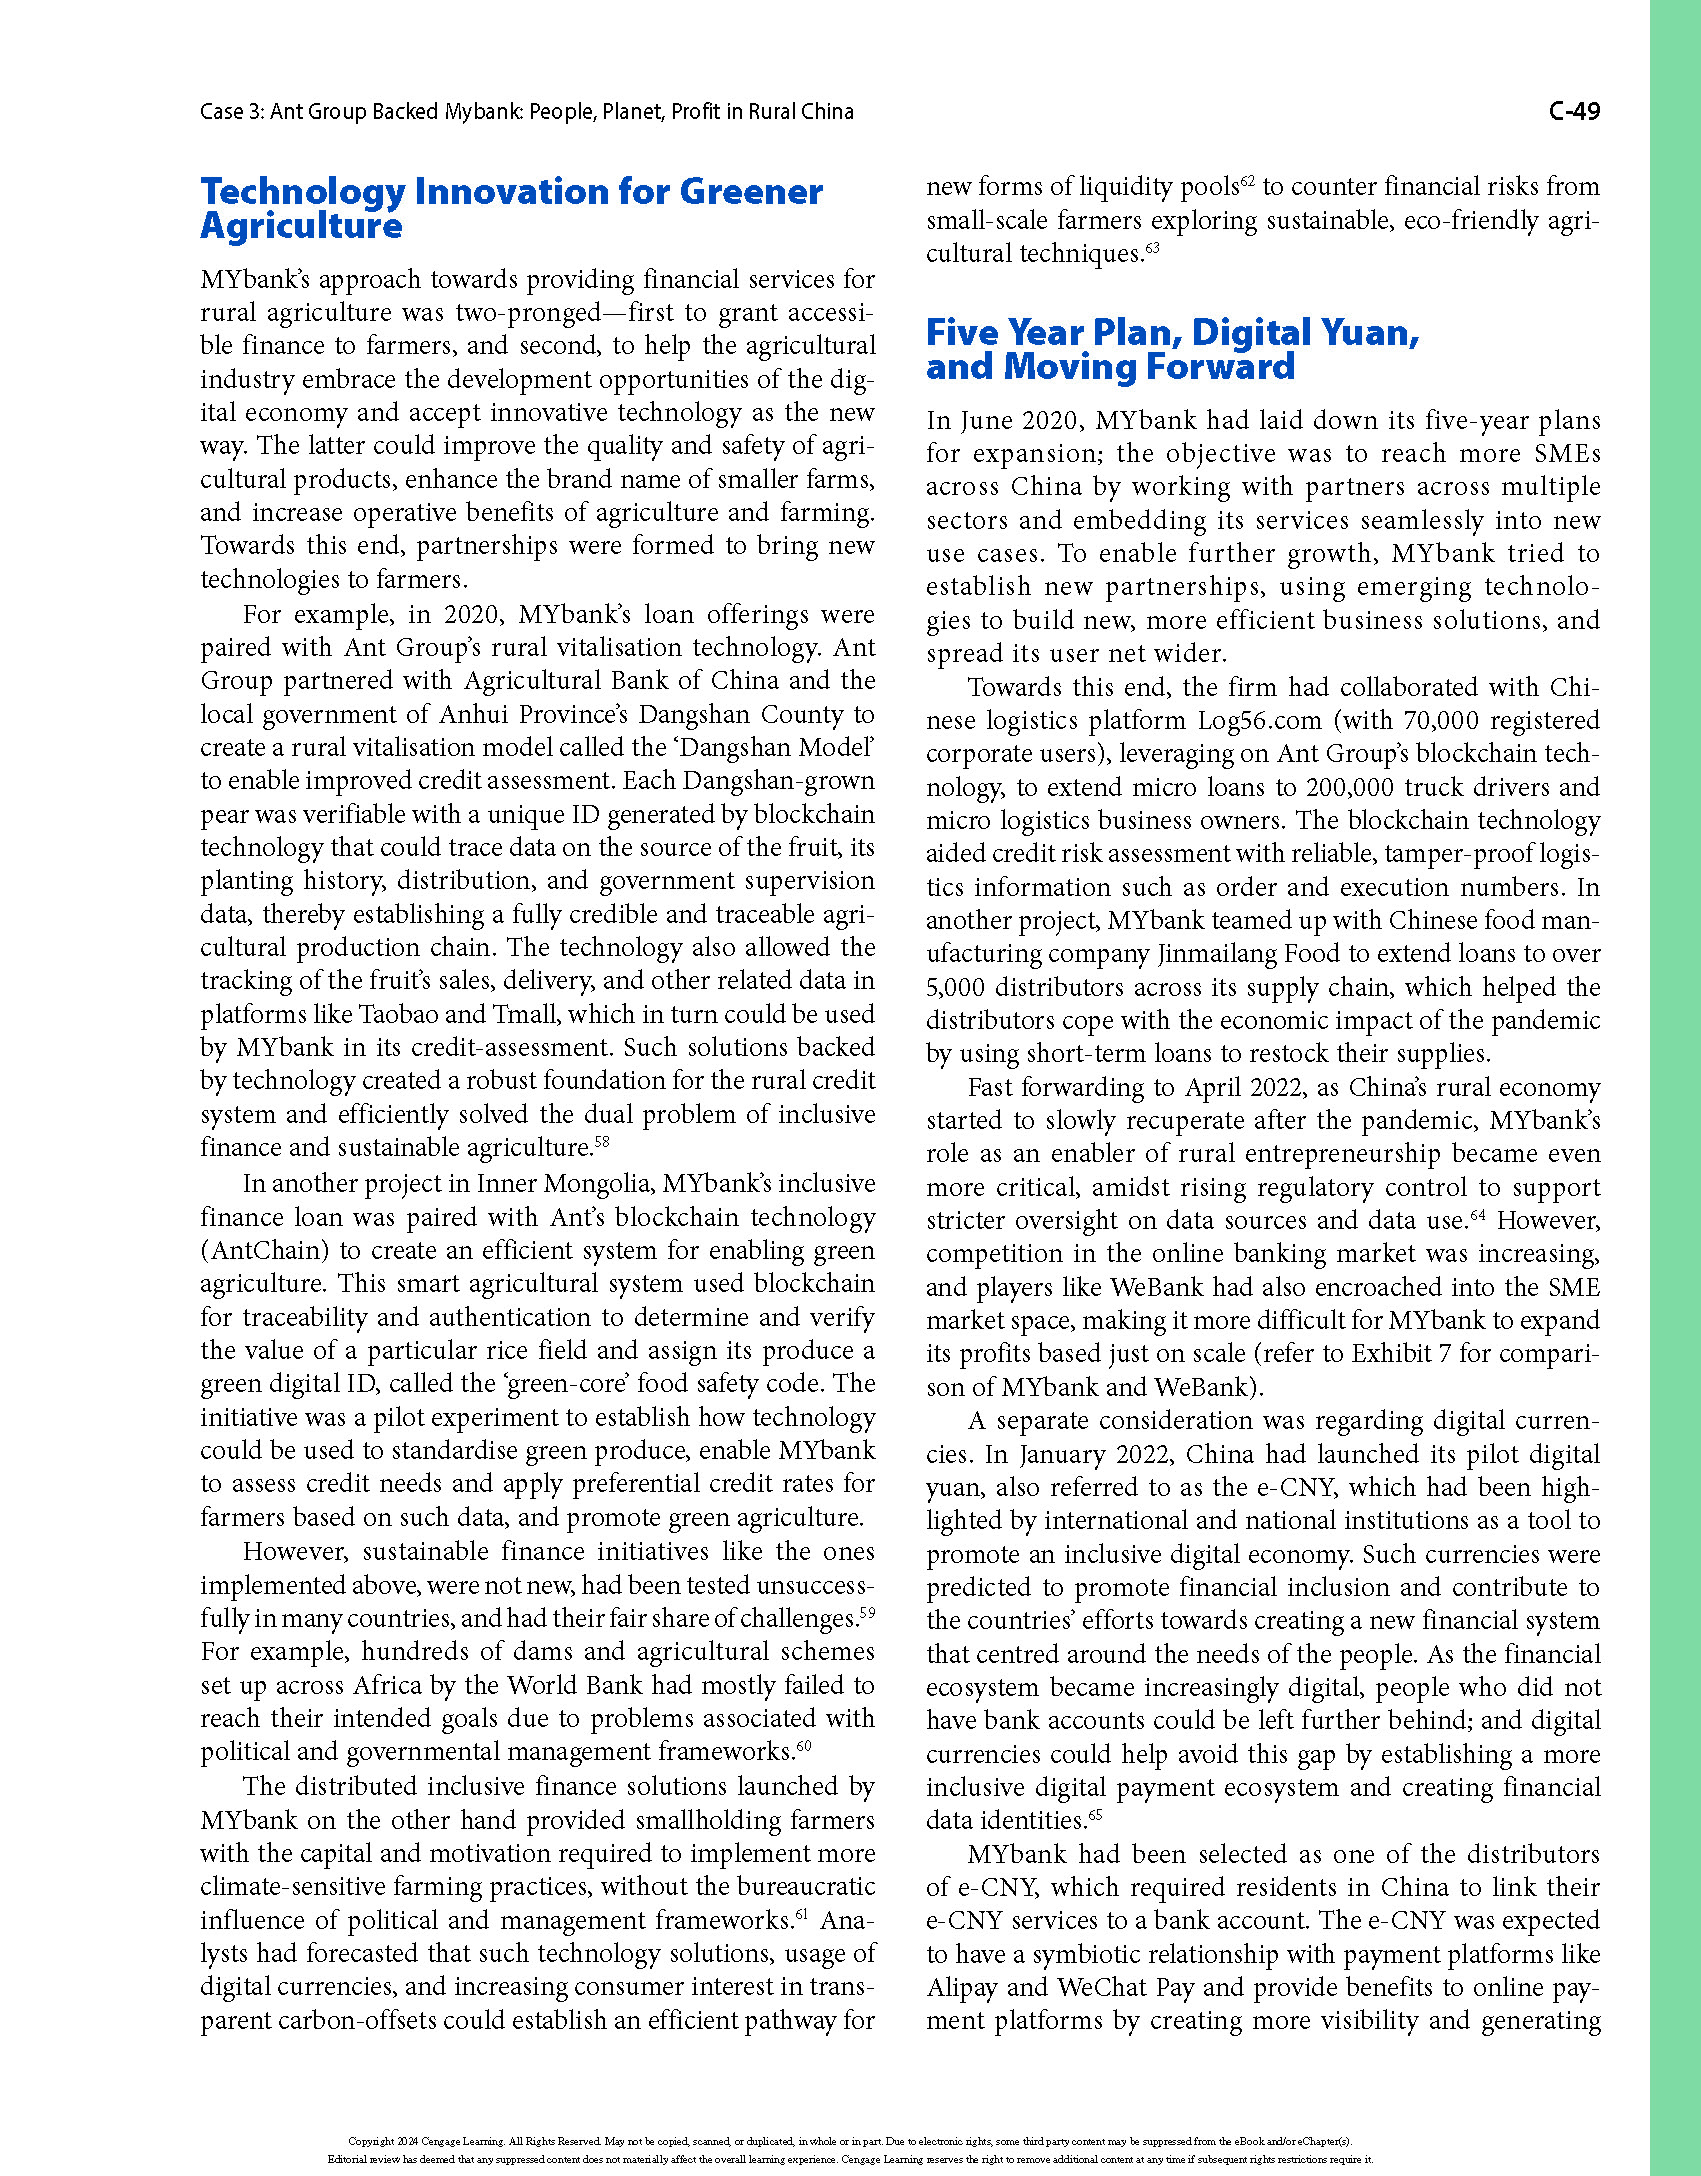 Case 3: Ant Group Backed Mybank: People, Planet, Profit in Rural China
C-49
Technology Innovation for Greener
Agriculture
MYbank’s approach towards providing financial services for
rural agriculture was two-pronged—first to grant accessi-
ble finance to farmers, and second, to help the agricultural
industry embrace the development opportunities of the dig-
ital economy and accept innovative technology as the new
way. The latter could improve the quality and safety of agri-
cultural products, enhance the brand name of smaller farms,
and increase operative benefits of agriculture and farming.
Towards this end, partnerships were formed to bring new
technologies to farmers.
For example, in 2020, MYbank’s loan offerings were
paired with Ant Group’s rural vitalisation technology. Ant
Group partnered with Agricultural Bank of China and the
local government of Anhui Province’s Dangshan County to
create a rural vitalisation model called the ‘Dangshan Model’
to enable improved credit assessment. Each Dangshan-grown
pear was verifiable with a unique ID generated by blockchain
technology that could trace data on the source of the fruit, its
planting history, distribution, and government supervision
data, thereby establishing a fully credible and traceable agri-
cultural production chain. The technology also allowed the
tracking of the fruit’s sales, delivery, and other related data in
platforms like Taobao and Tmall, which in turn could be used
by MYbank in its credit-assessment. Such solutions backed
by technology created a robust foundation for the rural credit
system and efficiently solved the dual problem of inclusive
finance and sustainable agriculture.58
In another project in Inner Mongolia, MYbank’s inclusive
finance loan was paired with Ant’s blockchain technology
(AntChain) to create an efficient system for enabling green
agriculture. This smart agricultural system used blockchain
for traceability and authentication to determine and verify
the value of a particular rice field and assign its produce a
green digital ID, called the ‘green-core’ food safety code. The
initiative was a pilot experiment to establish how technology
could be used to standardise green produce, enable MYbank
to assess credit needs and apply preferential credit rates for
farmers based on such data, and promote green agriculture.
However, sustainable finance initiatives like the ones
implemented above, were not new, had been tested unsuccess-
fully in many countries, and had their fair share of challenges.59
For example, hundreds of dams and agricultural schemes
set up across Africa by the World Bank had mostly failed to
reach their intended goals due to problems associated with
political and governmental management frameworks.60
The distributed inclusive finance solutions launched by
MYbank on the other hand provided smallholding farmers
with the capital and motivation required to implement more
climate-sensitive farming practices, without the bureaucratic
influence of political and management frameworks.61 Ana-
lysts had forecasted that such technology solutions, usage of
digital currencies, and increasing consumer interest in trans-
parent carbon-offsets could establish an efficient pathway for
new forms of liquidity pools62 to counter financial risks from
small-scale farmers exploring sustainable, eco-friendly agri-
cultural techniques.63
Five Year Plan, Digital Yuan,
and Moving Forward
In June 2020, MYbank had laid down its five-year plans
for expansion; the objective was to reach more SMEs
across China by working with partners across multiple
sectors and embedding its services seamlessly into new
use cases. To enable further growth, MYbank tried to
establish new partnerships, using emerging technolo-
gies to build new, more efficient business solutions, and
spread its user net wider.
Towards this end, the firm had collaborated with Chi-
nese logistics platform Log56.com (with 70,000 registered
corporate users), leveraging on Ant Group’s blockchain tech-
nology, to extend micro loans to 200,000 truck drivers and
micro logistics business owners. The blockchain technology
aided credit risk assessment with reliable, tamper-proof logis-
tics information such as order and execution numbers. In
another project, MYbank teamed up with Chinese food man-
ufacturing company Jinmailang Food to extend loans to over
5,000 distributors across its supply chain, which helped the
distributors cope with the economic impact of the pandemic
by using short-term loans to restock their supplies.
Fast forwarding to April 2022, as China’s rural economy
started to slowly recuperate after the pandemic, MYbank’s
role as an enabler of rural entrepreneurship became even
more critical, amidst rising regulatory control to support
stricter oversight on data sources and data use.64 However,
competition in the online banking market was increasing,
and players like WeBank had also encroached into the SME
market space, making it more difficult for MYbank to expand
its profits based just on scale (refer to Exhibit 7 for compari-
son of MYbank and WeBank).
A separate consideration was regarding digital curren-
cies. In January 2022, China had launched its pilot digital
yuan, also referred to as the e-CNY, which had been high-
lighted by international and national institutions as a tool to
promote an inclusive digital economy. Such currencies were
predicted to promote financial inclusion and contribute to
the countries’ efforts towards creating a new financial system
that centred around the needs of the people. As the financial
ecosystem became increasingly digital, people who did not
have bank accounts could be left further behind; and digital
currencies could help avoid this gap by establishing a more
inclusive digital payment ecosystem and creating financial
data identities.65
MYbank had been selected as one of the distributors
of e-CNY, which required residents in China to link their
e-CNY services to a bank account. The e-CNY was expected
to have a symbiotic relationship with payment platforms like
Alipay and WeChat Pay and provide benefits to online pay-
ment platforms by creating more visibility and generating
Copyright 2024 Cengage Learning. All Rights Reserved. May not be copied, scanned, or duplicated, in whole or in part. Due to electronic rights, some third party content may be suppressed from the eBook and/or eChapter(s).
Editorial review has deemed that any suppressed content does not materially affect the overall learning experience. Cengage Learning reserves the right to remove additional content at any time if subsequent rights restrictions require it.